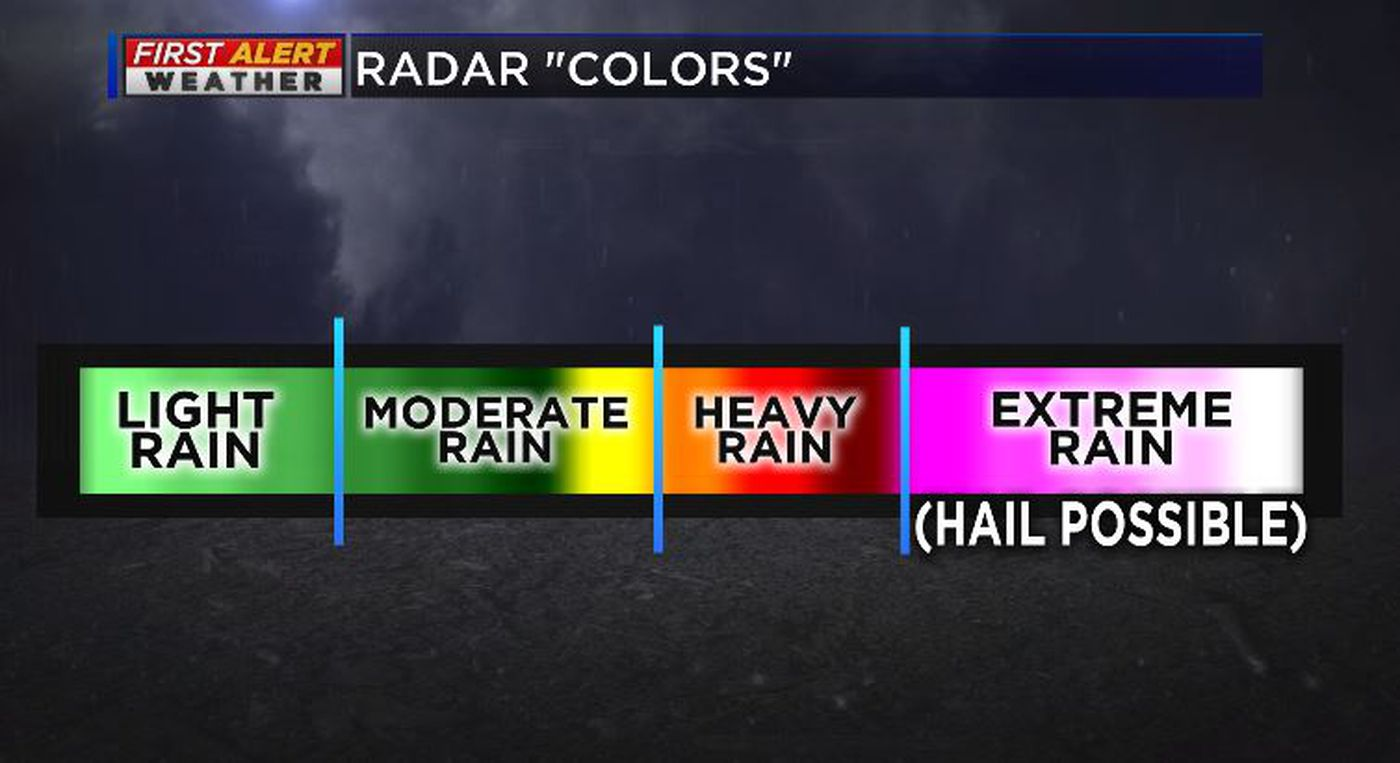 FIRST ALERT
WEATHER
RADAR "COLORS"
LIGHT
RAIN
MODERATE
RAIN
HEAVY
RAIN
EXTREME
RAIN
(HAIL POSSIBLE)